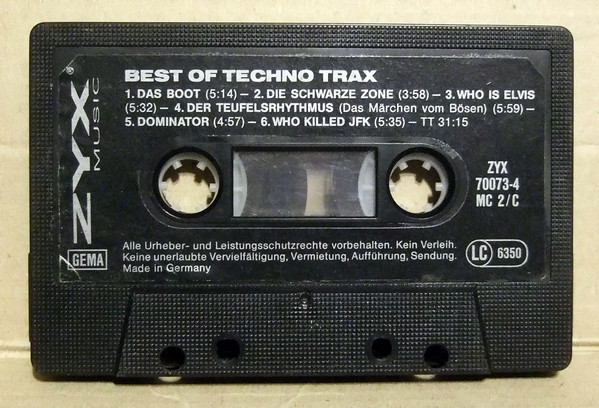 ZYX®
MUSIC
BEST OF TECHNO TRAX
1. DAS BOOT (5:14) – 2. DIE SCHWARZE ZONE (3:58) – 3. WHO IS ELVIS
(5:32) – 4. DER TEUFELSRHYTHMUS (Das Märchen vom Bösen) (5:59) –
5. DOMINATOR (4:57) – 6. WHO KILLED JFK (5:35) – TT 31:15
ZYX
70073-4
MC 2/C
GEMA
Alle Urheber- und Leistungsschutzrechte vorbehalten. Kein Verleih.
Keine unerlaubte Vervielfältigung, Vermietung, Aufführung, Sendung.
Made in Germany
LC 6350